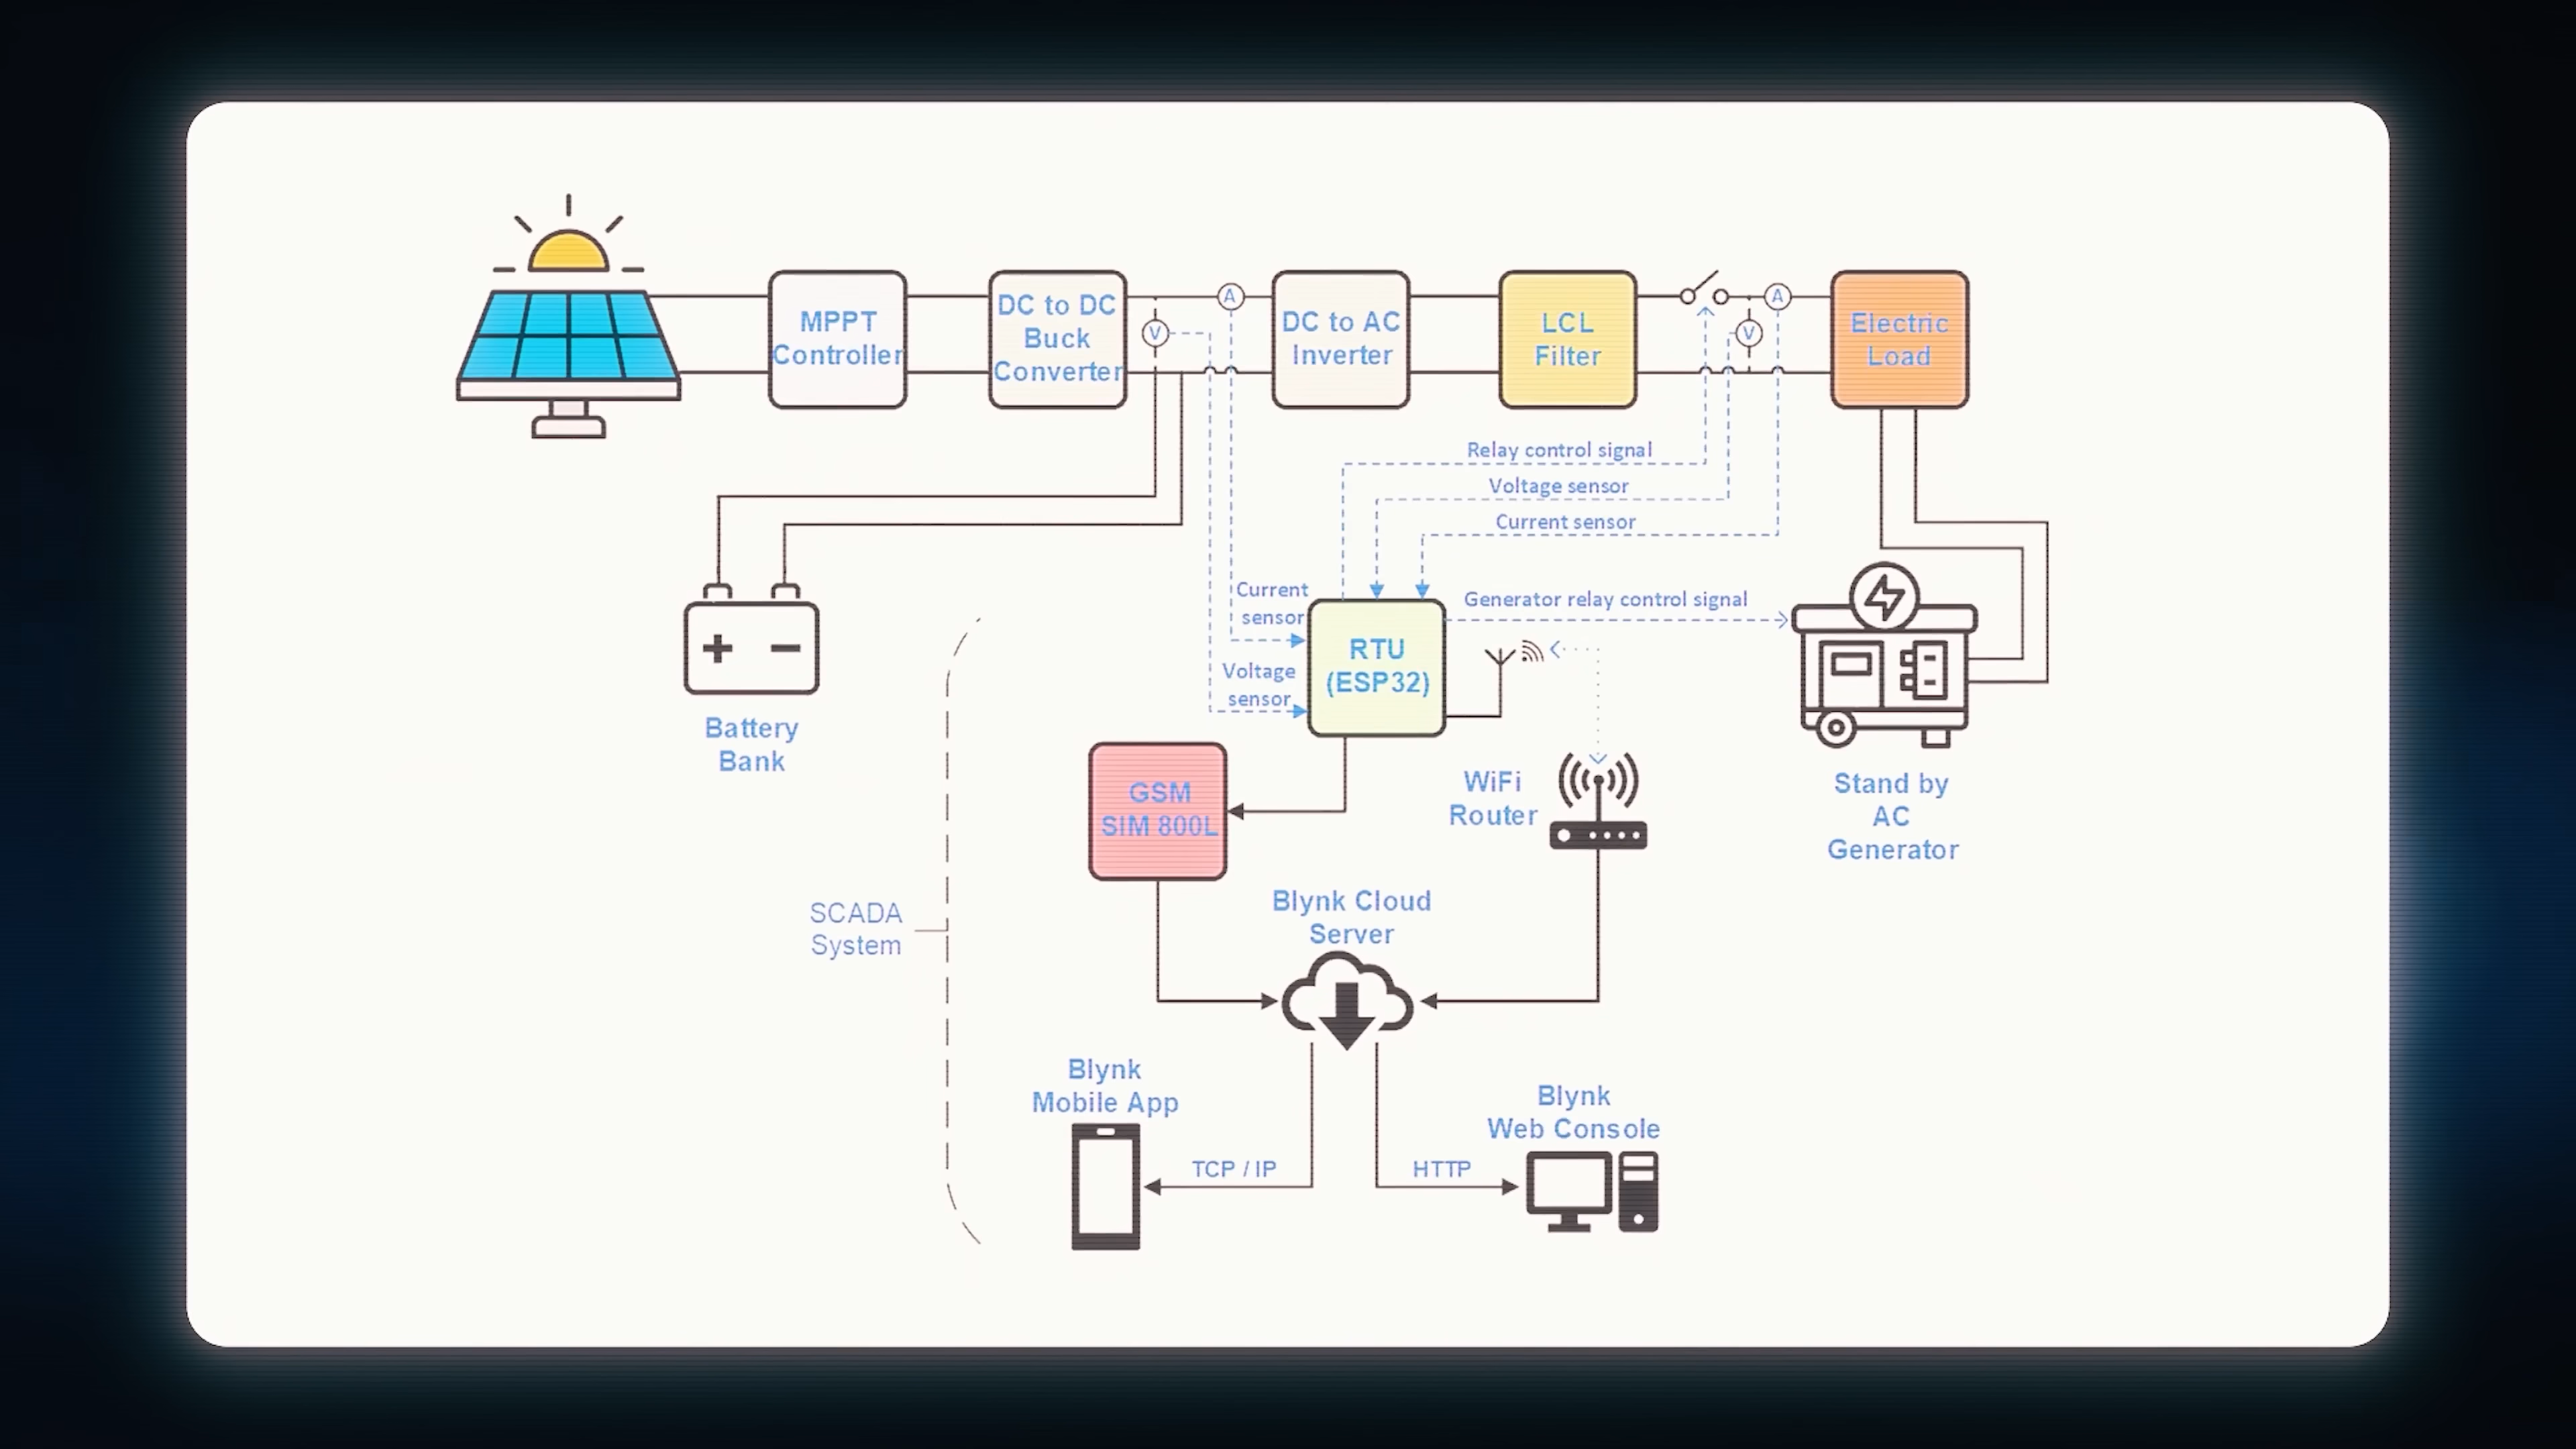 MPPT
Controller
DC to DC
Buck
Converter
A
V
DC to AC
Inverter
LCL
Filter
A
V
Electric
Load
Relay control signal
Voltage sensor
Current sensor
Current
sensor
Voltage
sensor
RTU
(ESP32)
Generator relay control signal
Battery
Bank
GSM
SIM 800L
WiFi
Router
Stand by
AC
Generator
SCADA
System
Blynk Cloud
Server
Blynk
Mobile App
TCP / IP
HTTP
Blynk
Web Console